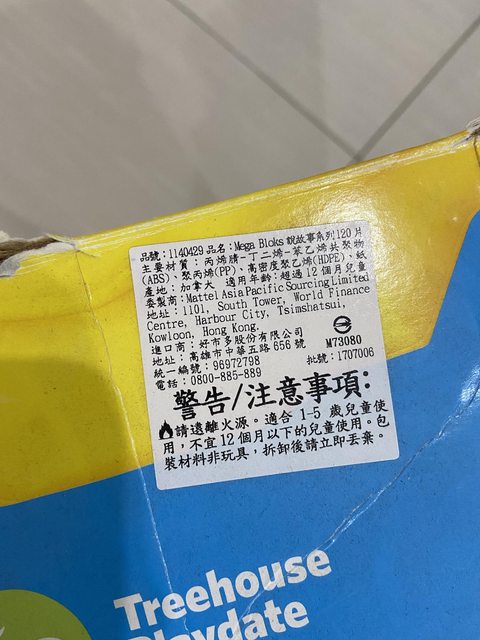 品號：1140429 品名：Mega Bloks 說故事系列120片
主要材質：丙烯腈-丁二烯-苯乙烯共聚物
(ABS)、聚丙烯(PP)、高密度聚乙烯(HDPE)、紙
產地：加拿大 適用年齡：超過12個月兒童
委製商：Mattel Asia Pacific Sourcing Limited
地址：1101, South Tower, World Finance
Centre, Harbour City, Tsimshatsui,
Kowloon, Hong Kong.
進口商：好市多股份有限公司
地址：高雄市中華五路656號
統一編號：96972798
M73080
電話：0800-885-889
批號：1707006
警告/注意事項:
請遠離火源。適合1-5 歲兒童使
用，不宜12個月以下的兒童使用。包
裝材料非玩具，拆卸後請立即丟棄。
Treehouse
Playdate